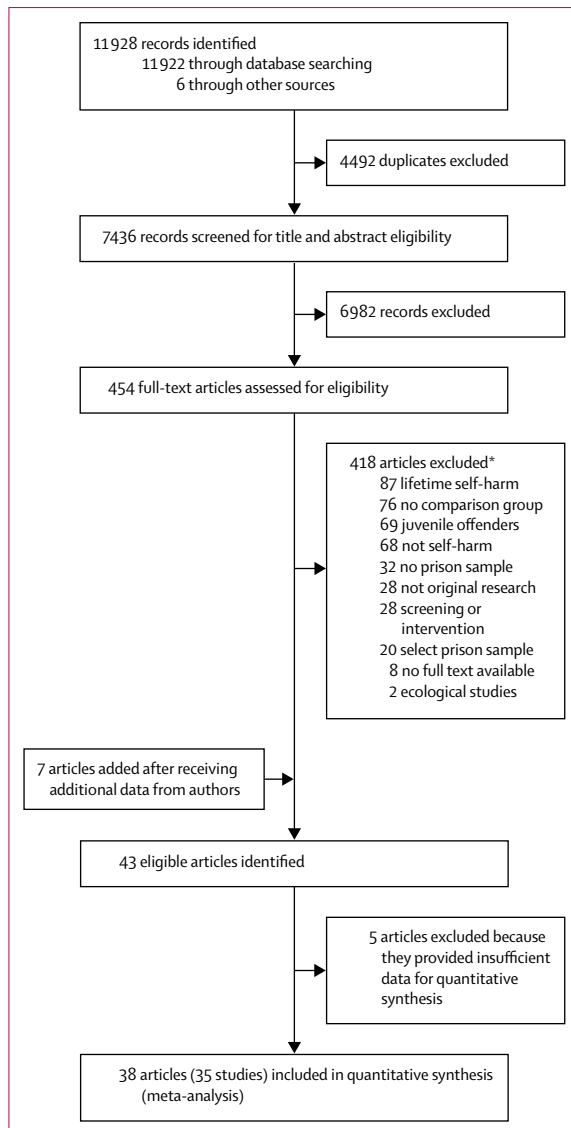 11928 records identified
11922 through database searching
6 through other sources
4492 duplicates excluded
7436 records screened for title and abstract eligibility
6982 records excluded
454 full-text articles assessed for eligibility
418 articles excluded*
87 lifetime self-harm
76 no comparison group
69 juvenile offenders
68 not self-harm
32 no prison sample
28 not original research
28 screening or
intervention
20 select prison sample
8 no full text available
2 ecological studies
7 articles added after receiving
additional data from authors
43 eligible articles identified
5 articles excluded because
they provided insufficient
data for quantitative
synthesis
38 articles (35 studies) included in quantitative synthesis
(meta-analysis)